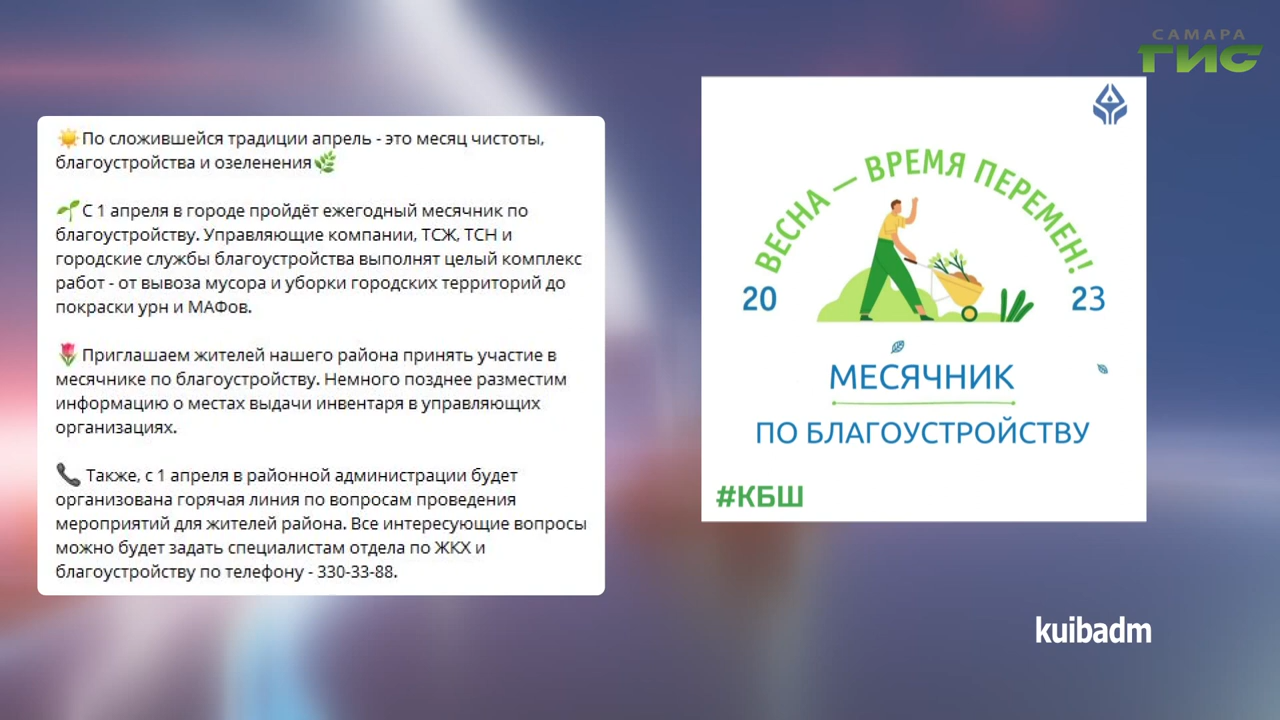 САМАРА
ГИС
☀️По сложившейся традиции апрель - это месяц чистоты,
благоустройства и озеленения🌿
🌱С 1 апреля в городе пройдёт ежегодный месячник по
благоустройству. Управляющие компании, ТСЖ, ТСН и
городские службы благоустройства выполнят целый комплекс
работ - от вывоза мусора и уборки городских территорий до
покраски урн и МАФов.
🌷Приглашаем жителей нашего района принять участие в
месячнике по благоустройству. Немного позднее разместим
информацию о местах выдачи инвентаря в управляющих
организациях.
📞 Также, с 1 апреля в районной администрации будет
организована горячая линия по вопросам проведения
мероприятий для жителей района. Все интересующие вопросы
можно будет задать специалистам отдела по ЖКХ и
благоустройству по телефону - 330-33-88.
ВЕСНА — ВРЕМЯ ПЕРЕМЕН!
20 23
МЕСЯЧНИК
ПО БЛАГОУСТРОЙСТВУ
#КБШ
kuibadm